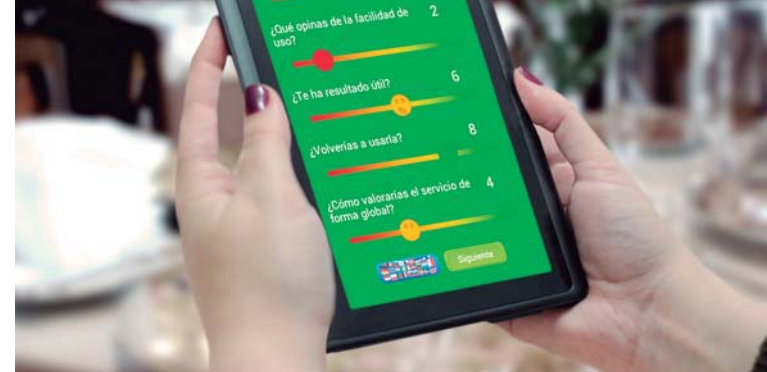 ¿Qué opinas de la facilidad de
uso?
2
¿Te ha resultado útil?
6
¿Volverías a usarla?
8
¿Cómo valorarías el servicio de
forma global?
4
Siguiente